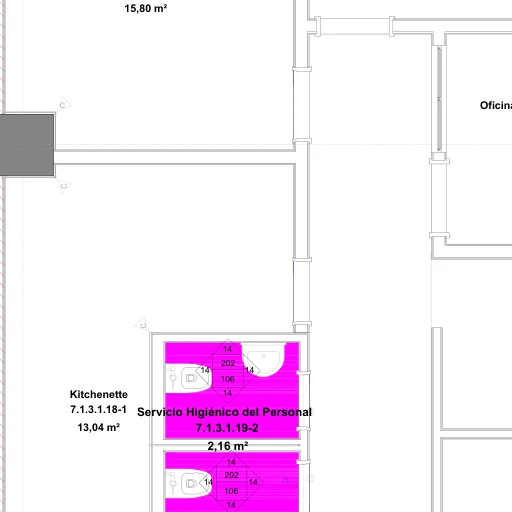 15,80 m²
C
Oficina
C
C
14
202
14
14
106
14
Kitchenette
7.1.3.1.18-1
13,04 m²
Servicio Higiénico del Personal
7.1.3.1.19-2
2,16 m²
14
202
14
14
106
14